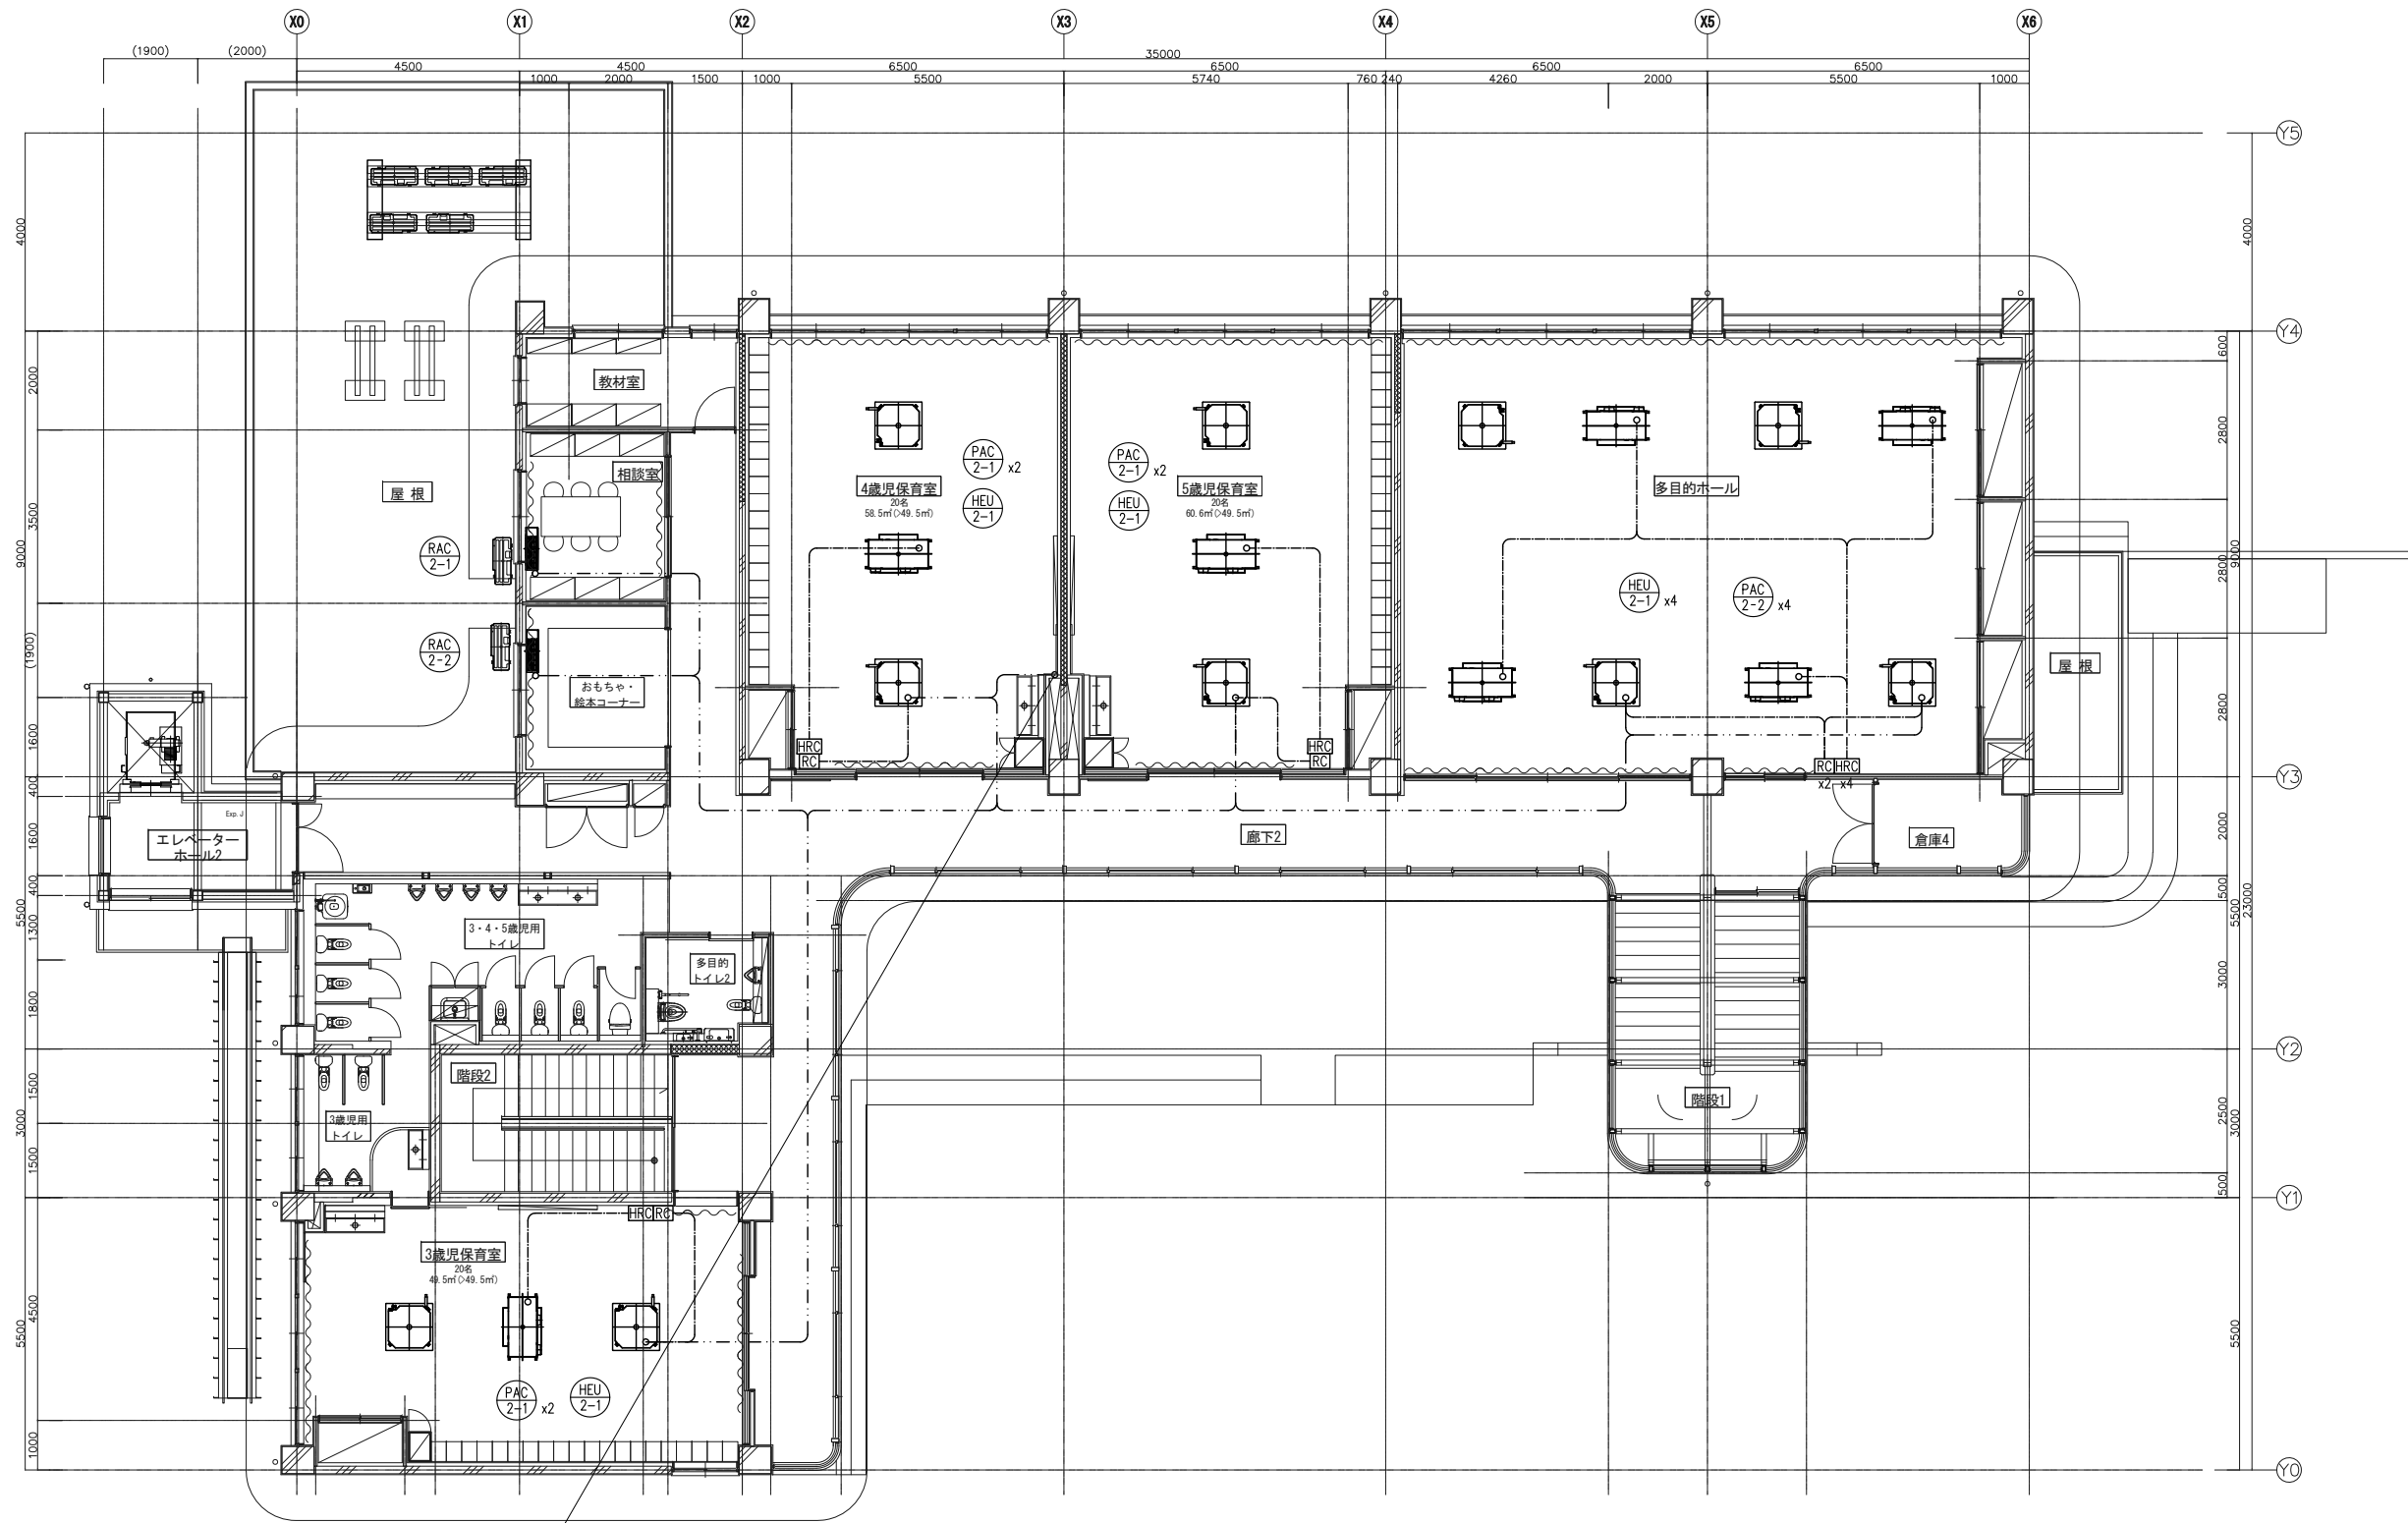 X0 X1 X2 X3 X4 X5 X6
(1900) (2000) 35000
4500 4500 6500 6500 6500 6500
1000 2000 1500 1000 5500 5740 760 240 4260 2000 5500 1000
Y5
4000 4000
Y4
600
教材室
2000
2800
相談室
PAC
2-1 x2
PAC
2-1 x2
屋 根
4歳児保育室
20名
58.5㎡(>49.5㎡)
HEU
2-1
HEU
2-1
5歳児保育室
20名
60.6㎡(>49.5㎡)
多目的ホール
3500
9000
RAC
2-1
2800
9000
HEU
2-1 x4
PAC
2-2 x4
(1900)
RAC
2-2
屋 根
おもちゃ・
絵本コーナー
2800
1600
HRC
RC
HRC
RC
RC HRC
x2 x4
Y3
400
Exp.J
エレベーター
ホール2
廊下2
倉庫4
1600
2000
400
500
5500
1300
3・4・5歳児用
トイレ
5500
23000
多目的
トイレ2
3000
1800
Y2
階段2
1500
階段1
3歳児用
トイレ
3000
2500
3000
1500
500
Y1
HRC RC
3歳児保育室
20名
49.5㎡(>49.5㎡)
4500
5500
5500
PAC
2-1 x2
HEU
2-1
1000
Y0